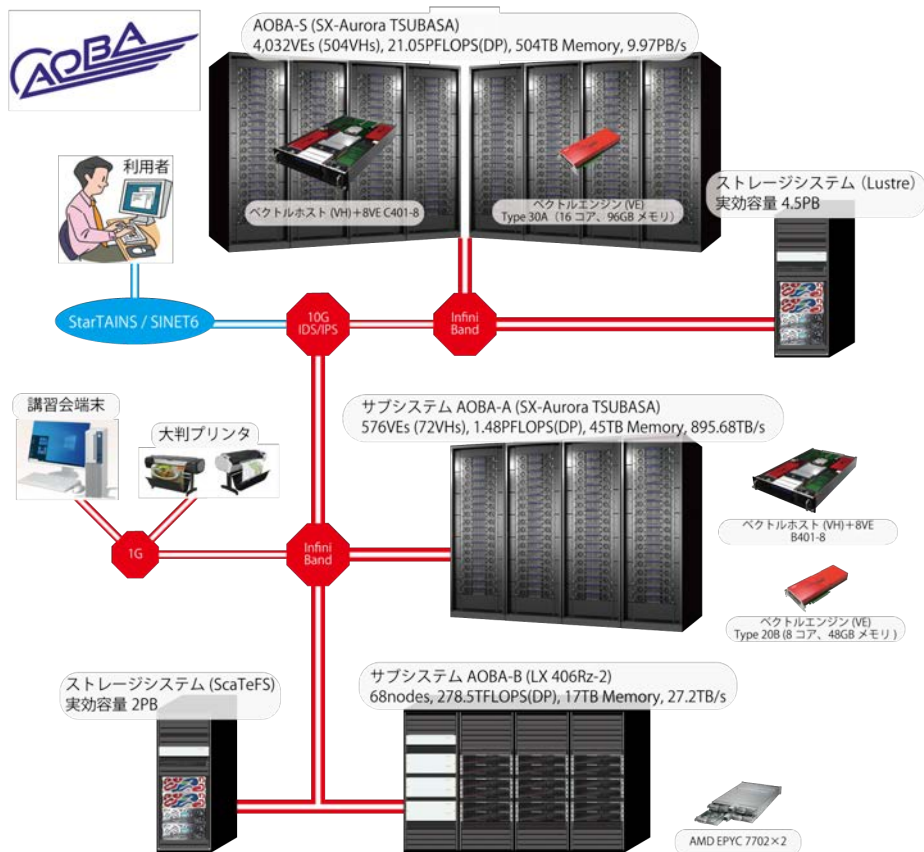 AOBA
AOBA-S (SX-Aurora TSUBASA)
4,032VEs (504VHs), 21.05PFLOPS(DP), 504TB Memory, 9.97PB/s
利用者
ベクトルホスト (VH)+8VE C401-8
ベクトルエンジン (VE)
Type 30A（16 コア、96GB メモリ）
ストレージシステム（Lustre）
実効容量 4.5PB
StarTAINS / SINET6
10G
IDS/IPS
Infini
Band
講習会端末
大判プリンタ
サブシステム AOBA-A (SX-Aurora TSUBASA)
576VEs (72VHs), 1.48PFLOPS(DP), 45TB Memory, 895.68TB/s
ベクトルホスト (VH)+8VE
B401-8
1G
Infini
Band
ベクトルエンジン (VE)
Type 20B (8 コア、48GB メモリ )
ストレージシステム (ScaTeFS)
実効容量 2PB
サブシステム AOBA-B (LX 406Rz-2)
68nodes, 278.5TFLOPS(DP), 17TB Memory, 27.2TB/s
AMD EPYC 7702×2